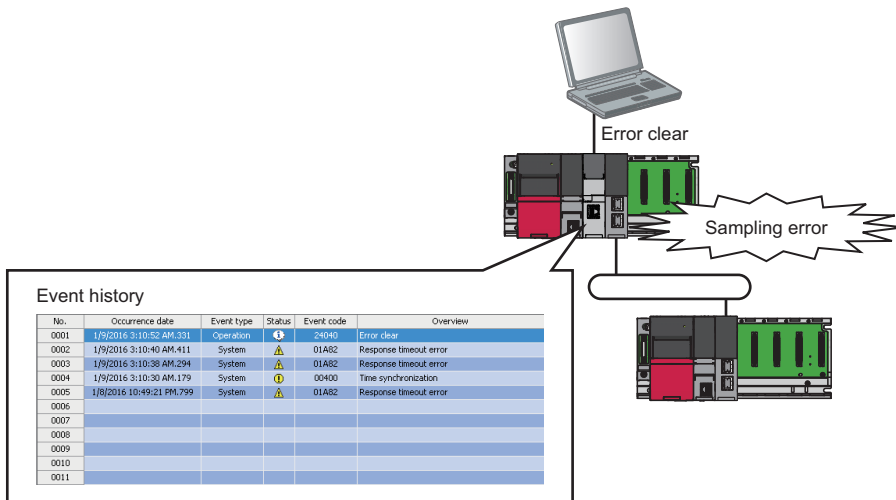 Error clear
Sampling error
Event history
No. Occurrence date Event type Status Event code Overview
0001 1/9/2016 3:10:52 AM.331 Operation 24040 Error clear
0002 1/9/2016 3:10:40 AM.411 System 01A82 Response timeout error
0003 1/9/2016 3:10:38 AM.294 System 01A82 Response timeout error
0004 1/9/2016 3:10:30 AM.179 System 00400 Time synchronization
0005 1/8/2016 10:49:21 PM.799 System 01A82 Response timeout error
0006
0007
0008
0009
0010
0011